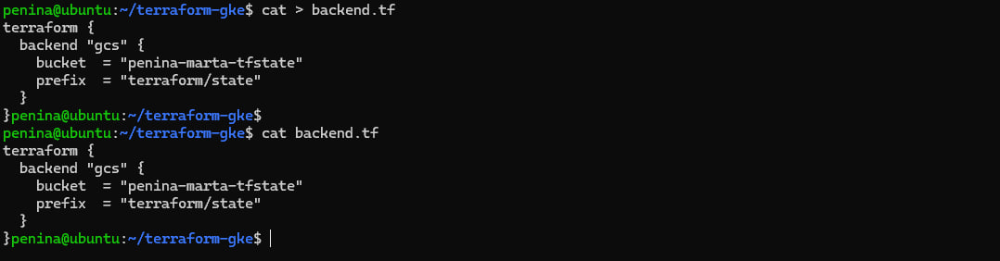 penina@ubuntu:~/terraform-gke$ cat > backend.tf
terraform {
  backend "gcs" {
    bucket  = "penina-marta-tfstate"
    prefix  = "terraform/state"
  }
}penina@ubuntu:~/terraform-gke$
penina@ubuntu:~/terraform-gke$ cat backend.tf
terraform {
  backend "gcs" {
    bucket  = "penina-marta-tfstate"
    prefix  = "terraform/state"
  }
}penina@ubuntu:~/terraform-gke$